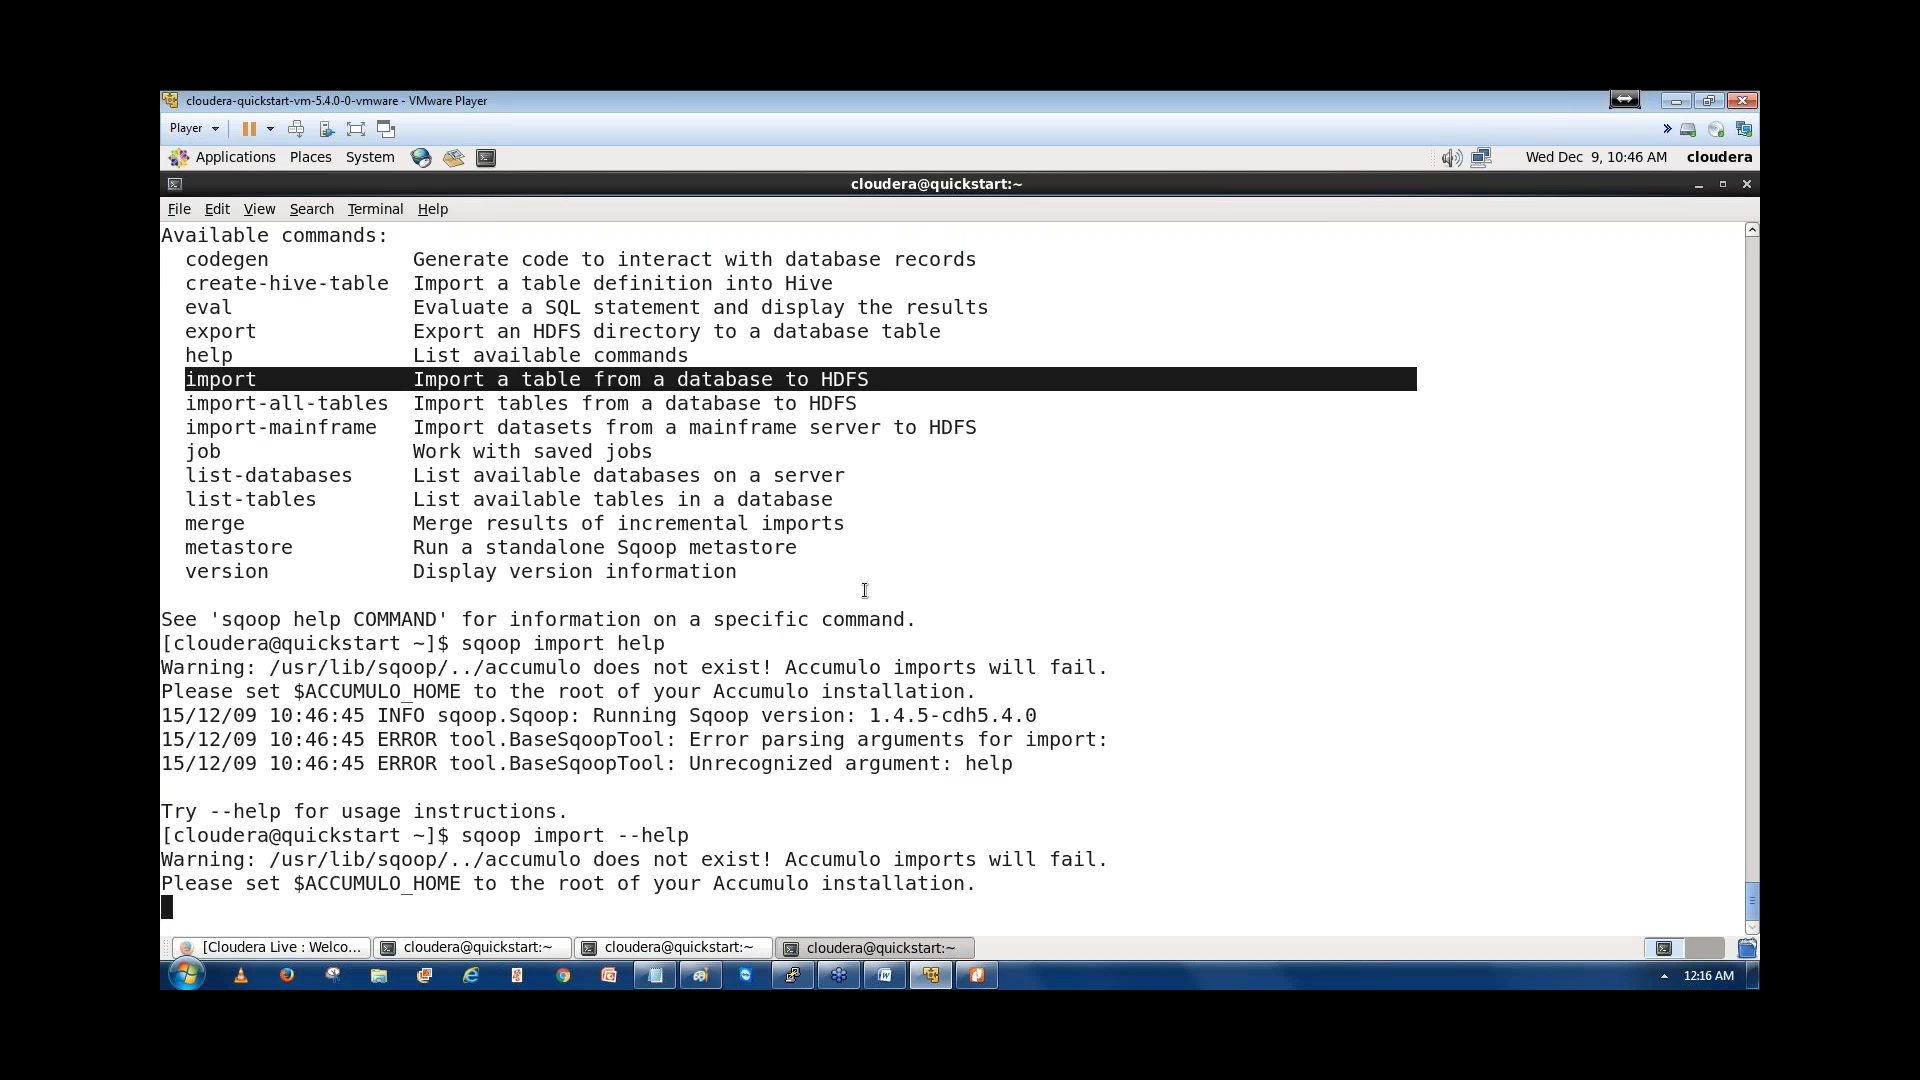 cloudera-quickstart-vm-5.4.0-0-vmware - VMware Player
Player
Applications Places System Wed Dec 9, 10:46 AM cloudera
cloudera@quickstart:~
File Edit View Search Terminal Help
Available commands:
codegen Generate code to interact with database records
create-hive-table Import a table definition into Hive
eval Evaluate a SQL statement and display the results
export Export an HDFS directory to a database table
help List available commands
import Import a table from a database to HDFS
import-all-tables Import tables from a database to HDFS
import-mainframe Import datasets from a mainframe server to HDFS
job Work with saved jobs
list-databases List available databases on a server
list-tables List available tables in a database
merge Merge results of incremental imports
metastore Run a standalone Sqoop metastore
version Display version information
See 'sqoop help COMMAND' for information on a specific command.
[cloudera@quickstart ~]$ sqoop import help
Warning: /usr/lib/sqoop/../accumulo does not exist! Accumulo imports will fail.
Please set $ACCUMULO_HOME to the root of your Accumulo installation.
15/12/09 10:46:45 INFO sqoop.Sqoop: Running Sqoop version: 1.4.5-cdh5.4.0
15/12/09 10:46:45 ERROR tool.BaseSqoopTool: Error parsing arguments for import:
15/12/09 10:46:45 ERROR tool.BaseSqoopTool: Unrecognized argument: help
Try --help for usage instructions.
[cloudera@quickstart ~]$ sqoop import --help
Warning: /usr/lib/sqoop/../accumulo does not exist! Accumulo imports will fail.
Please set $ACCUMULO_HOME to the root of your Accumulo installation.
[Cloudera Live : Welco... cloudera@quickstart:~ cloudera@quickstart:~ cloudera@quickstart:~
12:16 AM